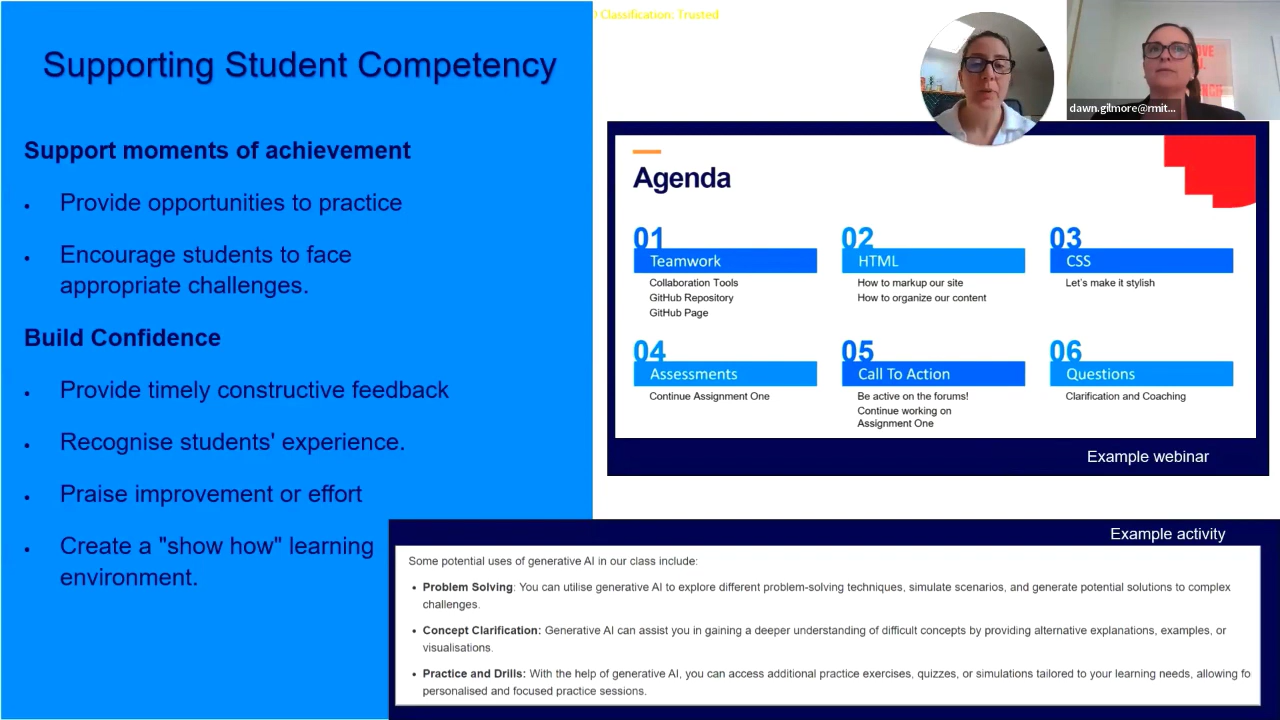 Classification: Trusted
Supporting Student Competency
Support moments of achievement
• Provide opportunities to practice
• Encourage students to face
appropriate challenges.
Build Confidence
• Provide timely constructive feedback
• Recognise students' experience.
• Praise improvement or effort
• Create a "show how" learning
environment.
dawn.gilmore@rmit...
Agenda
01
Teamwork
Collaboration Tools
GitHub Repository
GitHub Page
02
HTML
How to markup our site
How to organize our content
03
CSS
Let's make it stylish
04
Assessments
Continue Assignment One
05
Call To Action
Be active on the forums!
Continue working on
Assignment One
06
Questions
Clarification and Coaching
Example webinar
Example activity
Some potential uses of generative AI in our class include:
• Problem Solving: You can utilise generative AI to explore different problem-solving techniques, simulate scenarios, and generate potential solutions to complex
challenges.
• Concept Clarification: Generative AI can assist you in gaining a deeper understanding of difficult concepts by providing alternative explanations, examples, or
visualisations.
• Practice and Drills: With the help of generative AI, you can access additional practice exercises, quizzes, or simulations tailored to your learning needs, allowing fo
personalised and focused practice sessions.